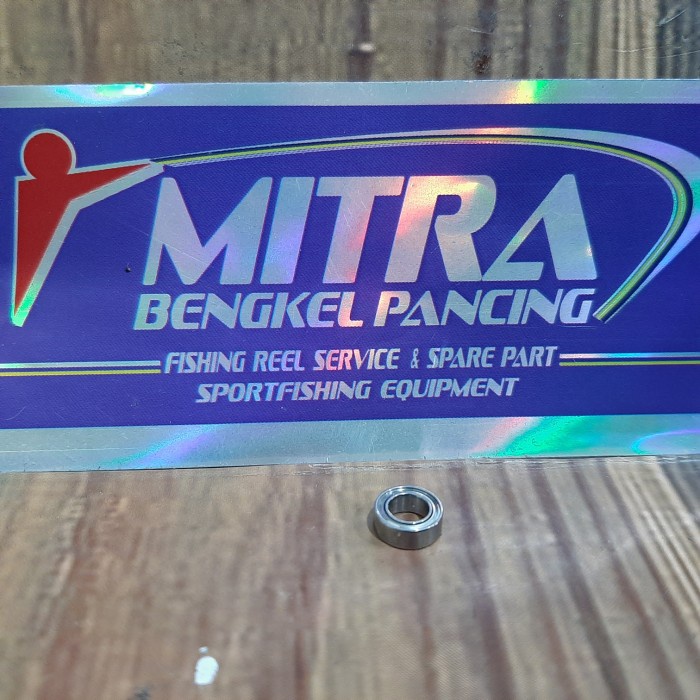 MITRA
BENGKEL PANCING
FISHING REEL SERVICE & SPARE PART
SPORTFISHING EQUIPMENT